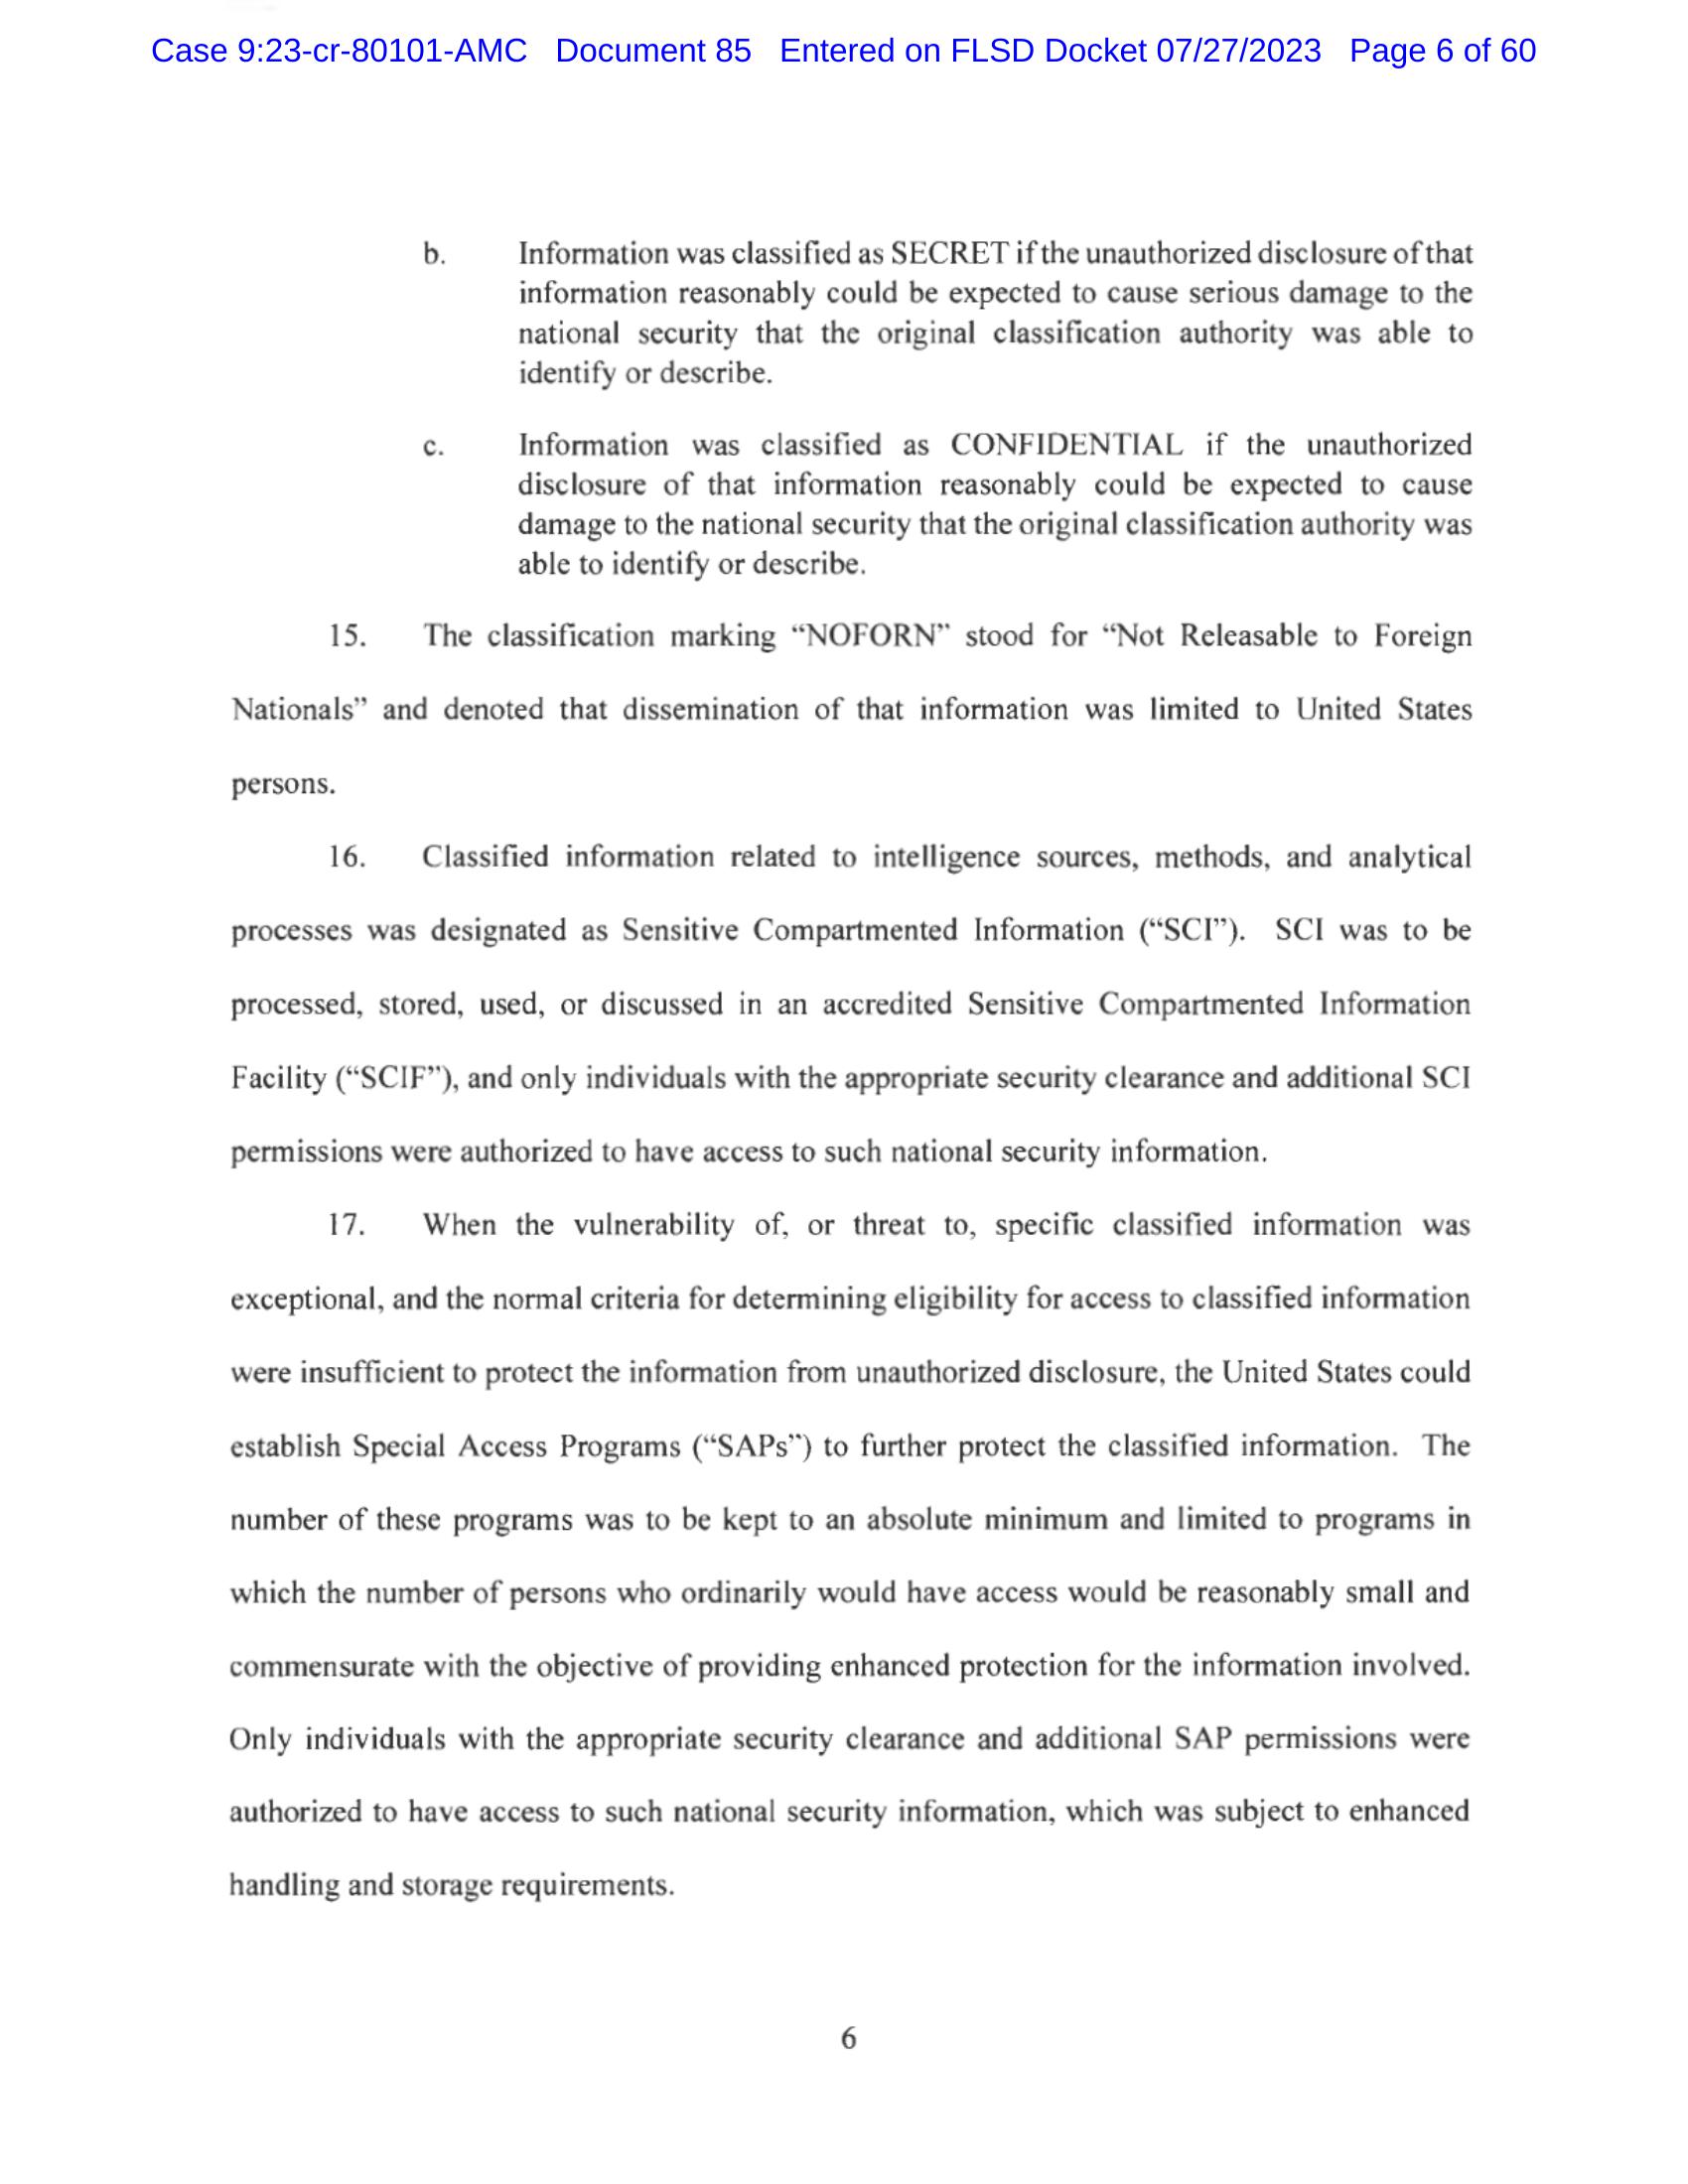 Case 9:23-cr-80101-AMC Document 85 Entered on FLSD Docket 07/27/2023 Page 6 of 60
b. Information was classified as SECRET if the unauthorized disclosure of that
information reasonably could be expected to cause serious damage to the
national security that the original classification authority was able to
identify or describe.
c. Information was classified as CONFIDENTIAL if the unauthorized
disclosure of that information reasonably could be expected to cause
damage to the national security that the original classification authority was
able to identify or describe.
15. The classification marking “NOFORN” stood for “Not Releasable to Foreign
Nationals” and denoted that dissemination of that information was limited to United States
persons.
16. Classified information related to intelligence sources, methods, and analytical
processes was designated as Sensitive Compartmented Information (“SCI”). SCI was to be
processed, stored, used, or discussed in an accredited Sensitive Compartmented Information
Facility (“SCIF”), and only individuals with the appropriate security clearance and additional SCI
permissions were authorized to have access to such national security information.
17. When the vulnerability of, or threat to, specific classified information was
exceptional, and the normal criteria for determining eligibility for access to classified information
were insufficient to protect the information from unauthorized disclosure, the United States could
establish Special Access Programs (“SAPs”) to further protect the classified information. The
number of these programs was to be kept to an absolute minimum and limited to programs in
which the number of persons who ordinarily would have access would be reasonably small and
commensurate with the objective of providing enhanced protection for the information involved.
Only individuals with the appropriate security clearance and additional SAP permissions were
authorized to have access to such national security information, which was subject to enhanced
handling and storage requirements.
6